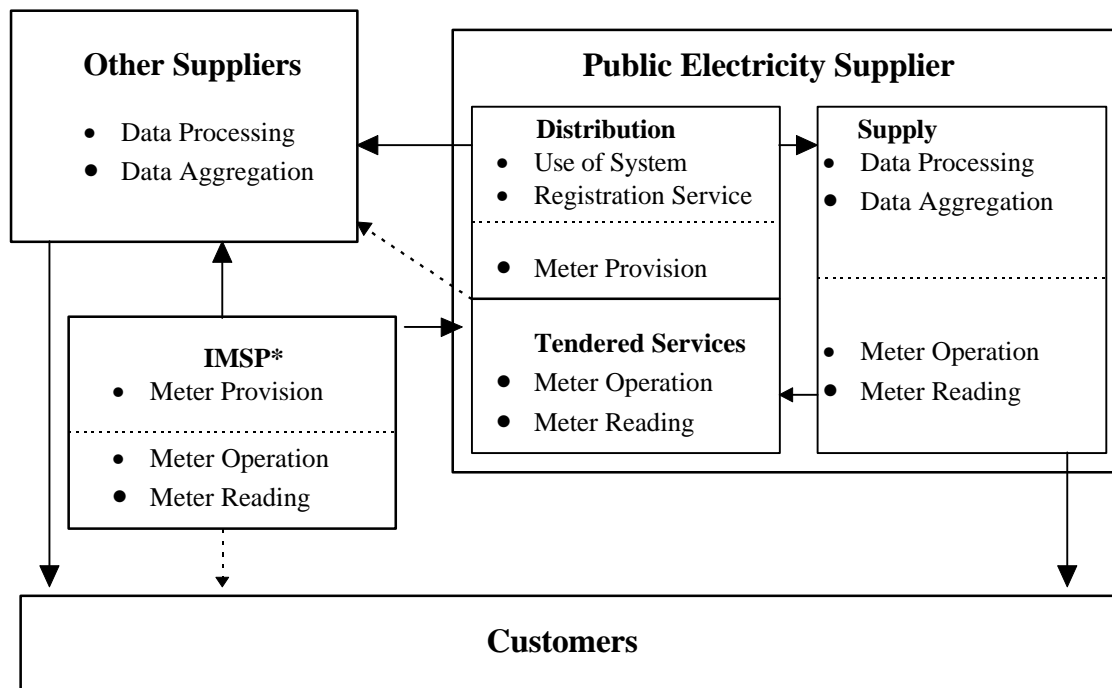 Other Suppliers
• Data Processing
• Data Aggregation
Public Electricity Supplier
Distribution
• Use of System
• Registration Service
• Meter Provision
Supply
• Data Processing
• Data Aggregation
• Meter Operation
• Meter Reading
Tendered Services
• Meter Operation
• Meter Reading
IMSP*
• Meter Provision
• Meter Operation
• Meter Reading
Customers